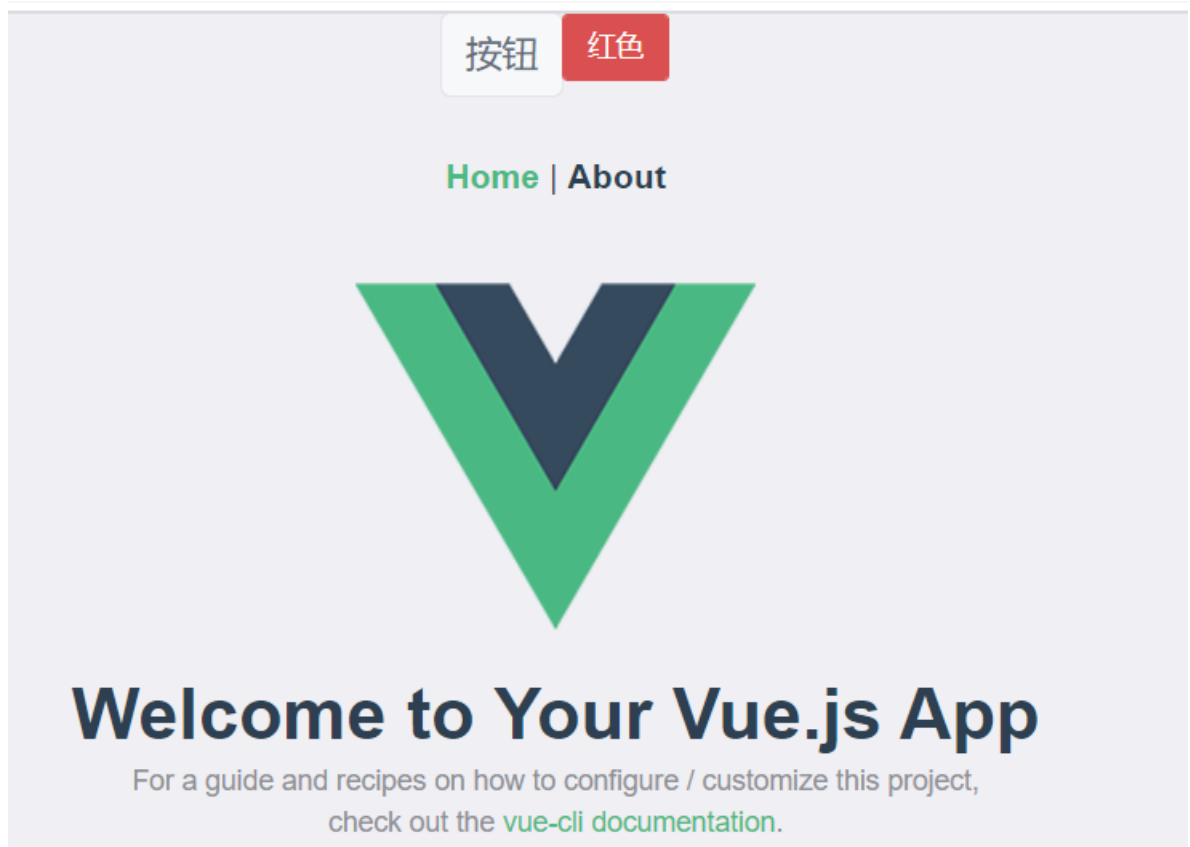 按钮 红色
Home | About
Welcome to Your Vue.js App
For a guide and recipes on how to configure / customize this project,
check out the vue-cli documentation.